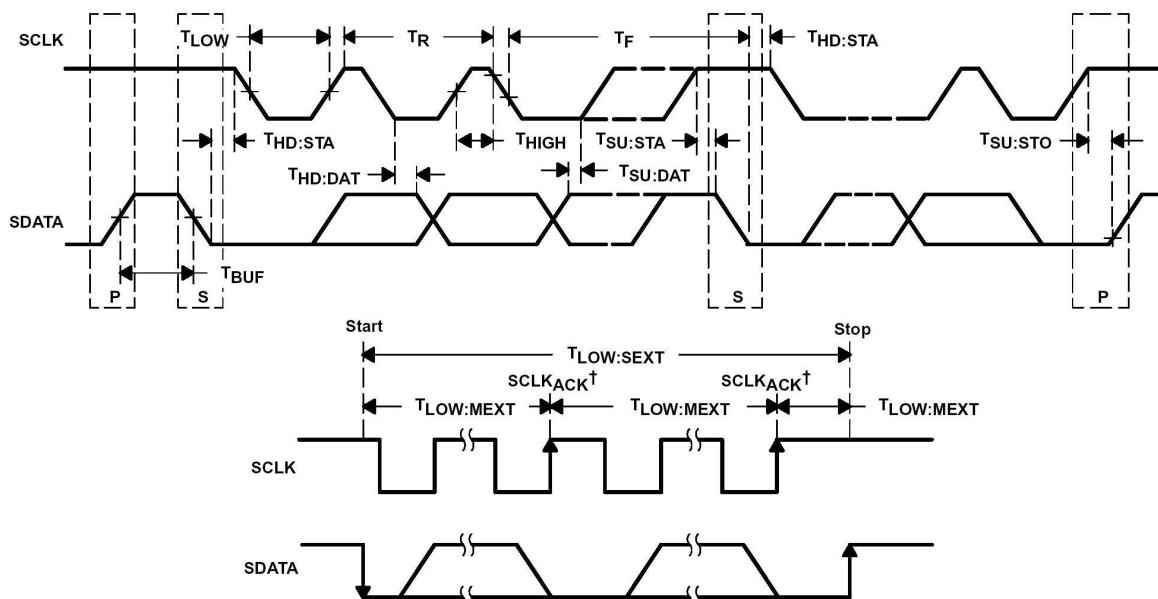 SCLK TLOW TR TF THD:STA
THD:STA THIGH TSU:STA TSU:STO
THD:DAT TSU:DAT
SDATA
TBUF
P S S P
Start Stop
TLOW:SEXT
SCLKACK† SCLKACK†
TLOW:MEXT TLOW:MEXT TLOW:MEXT
SCLK
SDATA